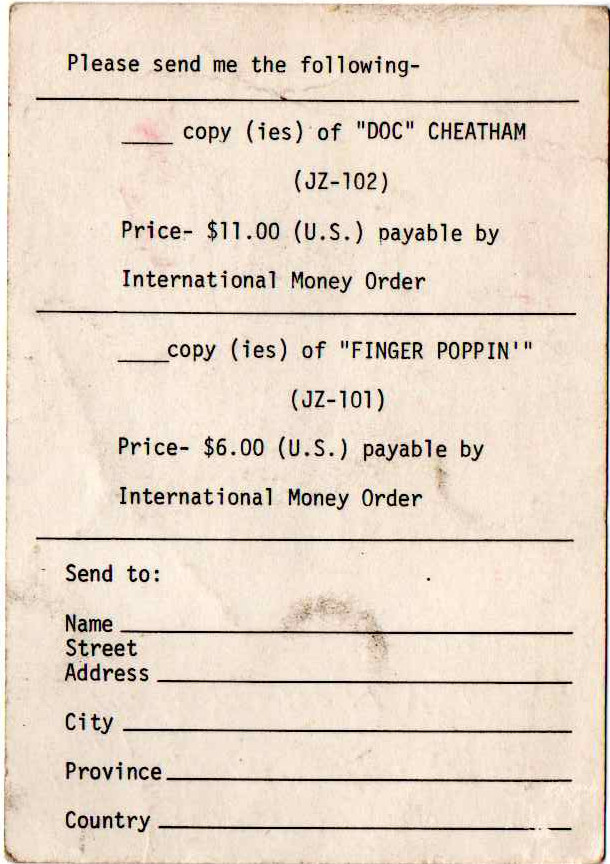 Please send me the following-
____ copy (ies) of "DOC" CHEATHAM
(JZ-102)
Price- $11.00 (U.S.) payable by
International Money Order
____copy (ies) of "FINGER POPPIN'"
(JZ-101)
Price- $6.00 (U.S.) payable by
International Money Order
Send to:
Name
Street
Address
City
Province
Country